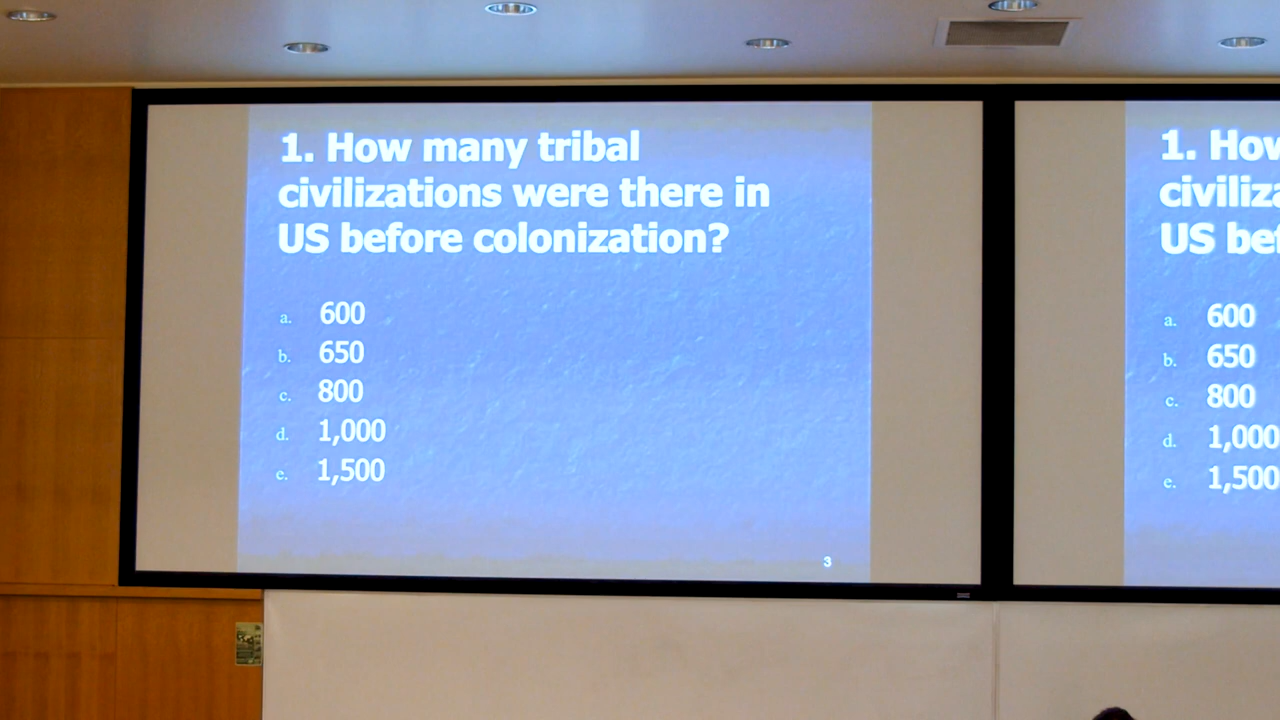 1. How many tribal
civilizations were there in
US before colonization?
a. 600
b. 650
c. 800
d. 1,000
e. 1,500
3
1. How
civiliza
US bef
a. 600
b. 650
c. 800
d. 1,000
e. 1,500